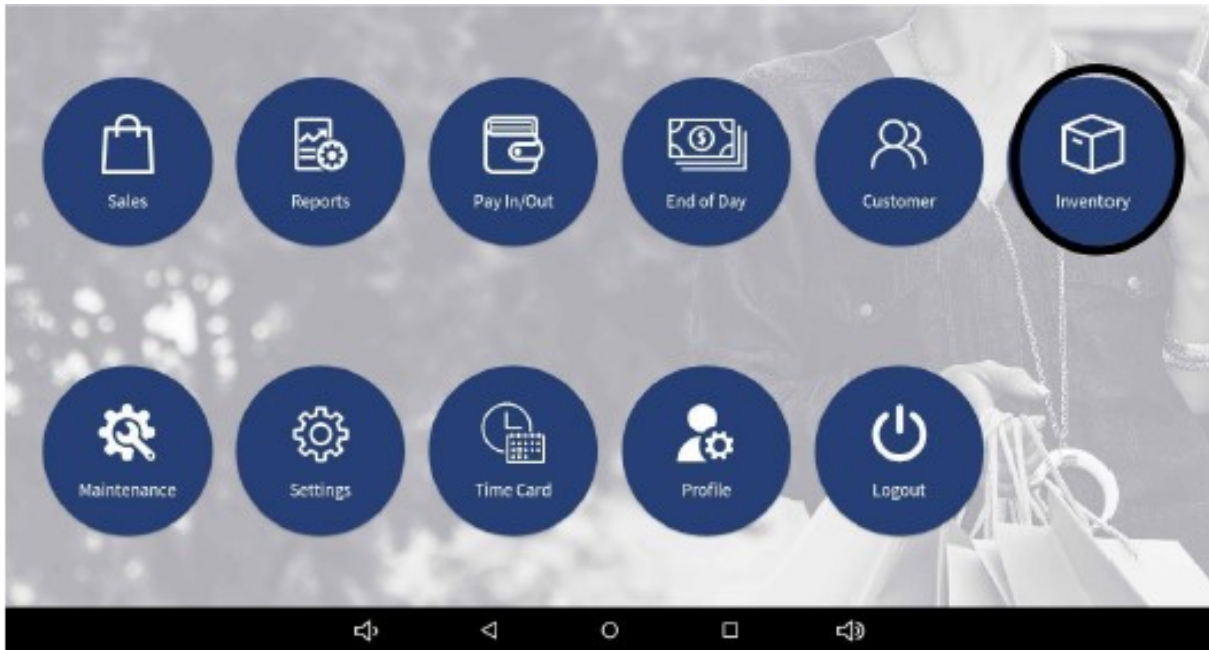 Sales
Reports
Pay In/Out
End of Day
Customer
Inventory
Maintenance
Settings
Time Card
Profile
Logout